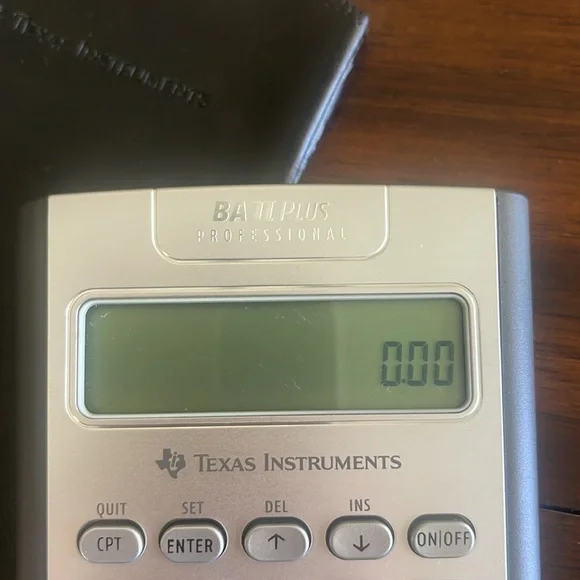 TEXAS INSTRUMENTS
BA II PLUS
PROFESSIONAL
0.00
TEXAS INSTRUMENTS
QUIT SET DEL INS
CPT ENTER ↑ ↓ ON|OFF